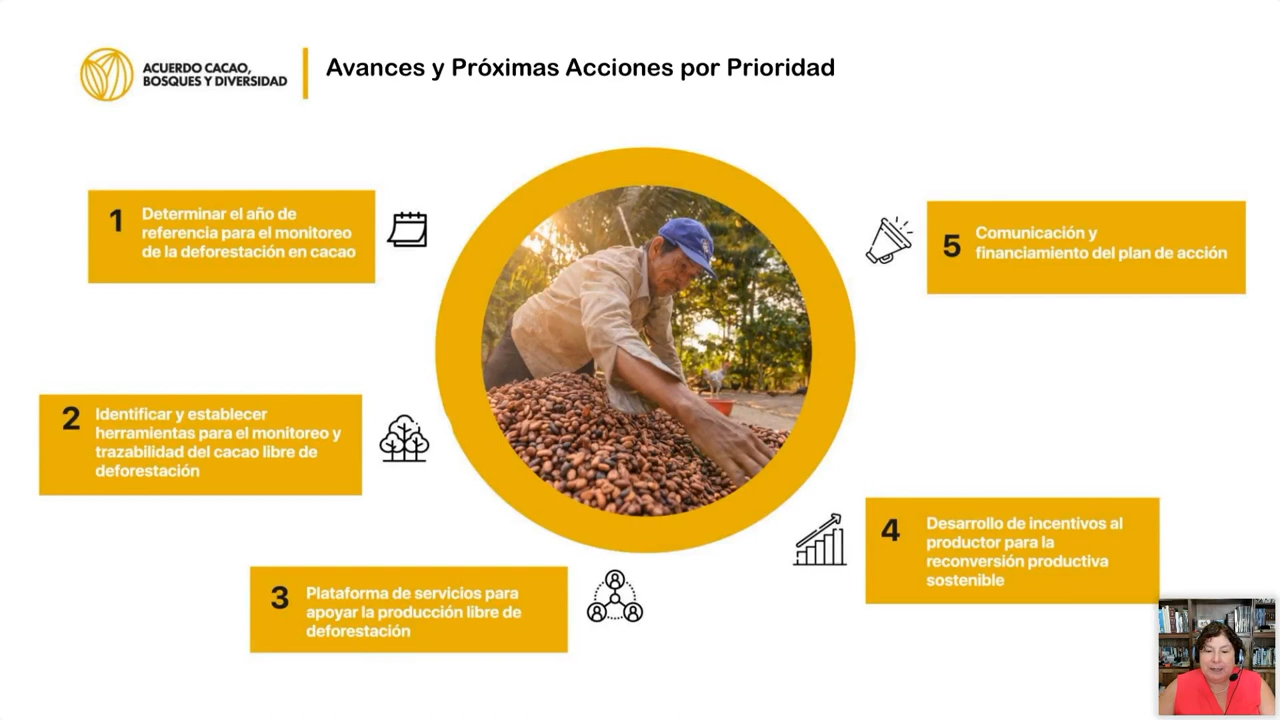 ACUERDO CACAO,
BOSQUES Y DIVERSIDAD
Avances y Próximas Acciones por Prioridad
1
Determinar el año de
referencia para el monitoreo
de la deforestación en cacao
2
Identificar y establecer
herramientas para el monitoreo y
trazabilidad del cacao libre de
deforestación
3
Plataforma de servicios para
apoyar la producción libre de
deforestación
4
Desarrollo de incentivos al
productor para la
reconversión productiva
sostenible
5
Comunicación y
financiamiento del plan de acción